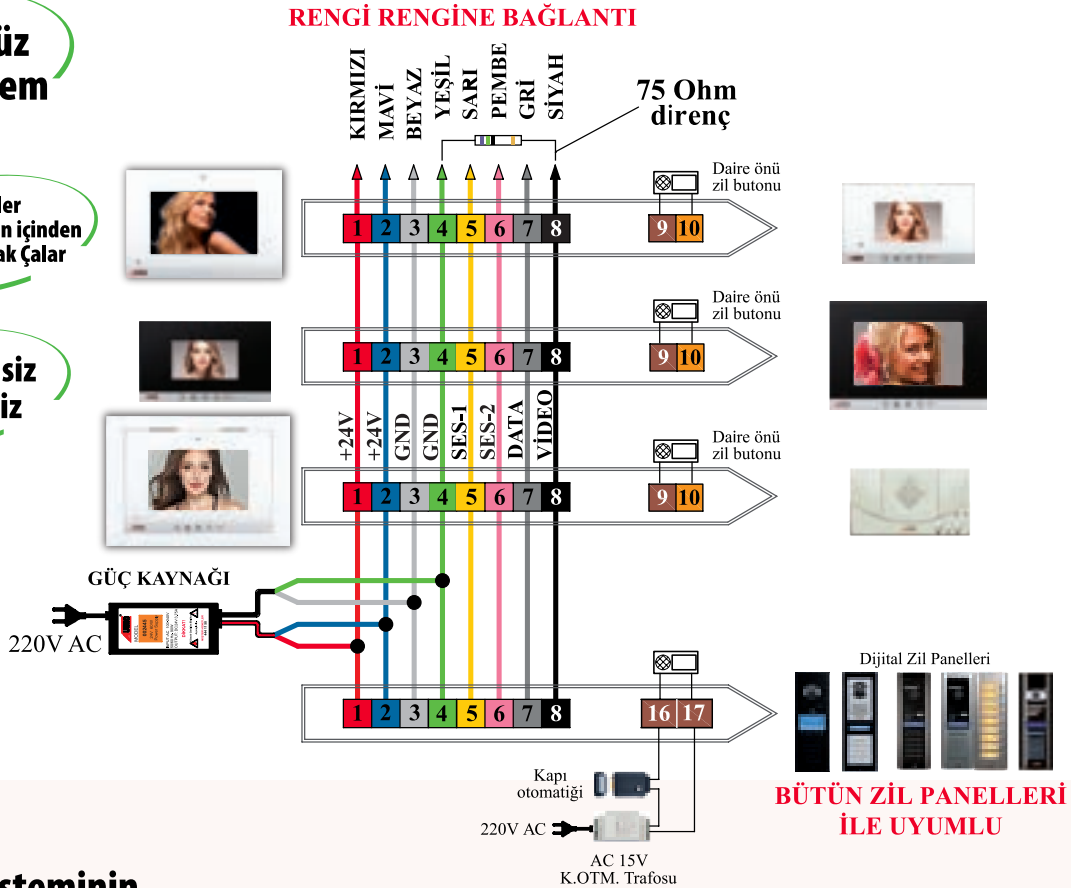 RENGİ RENGİNE BAĞLANTI
üz
em
KIRMIZI
MAVİ
BEYAZ
YEŞİL
SARI
PEMBE
GRİ
SİYAH
75 Ohm
direnç
ler
n içinden
ak Çalar
Daire önü
zil butonu
1 2 3 4 5 6 7 8
9 10
Daire önü
zil butonu
1 2 3 4 5 6 7 8
9 10
siz
iz
+24V
+24V
GND
GND
SES-1
SES-2
DATA
VİDEO
Daire önü
zil butonu
1 2 3 4 5 6 7 8
9 10
GÜÇ KAYNAĞI
220V AC
MODEL
Dijital Zil Panelleri
1 2 3 4 5 6 7 8
16 17
Kapı
otomatiği
BÜTÜN ZİL PANELLERİ
İLE UYUMLU
220V AC
AC 15V
K.OTM. Trafosu
steminin